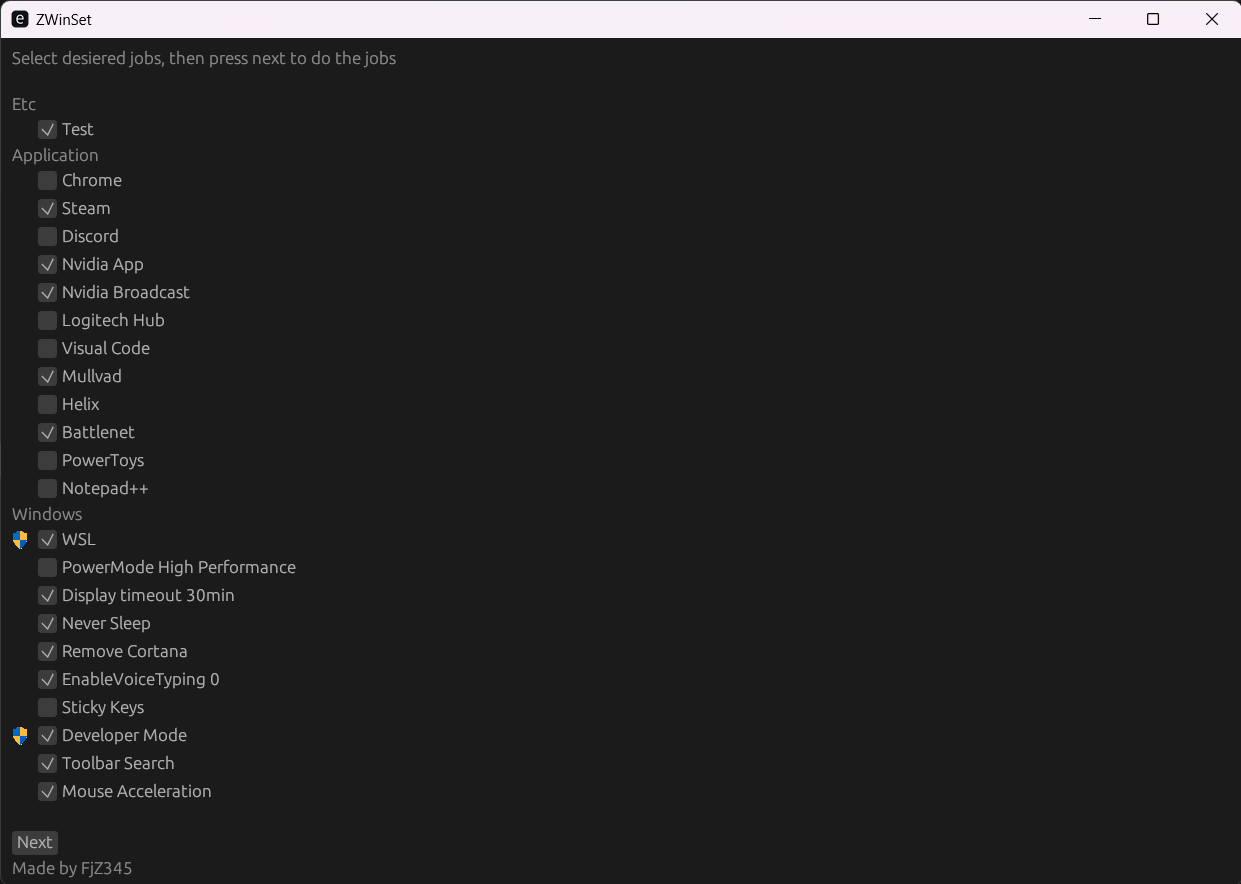 e ZWinSet
Select desiered jobs, then press next to do the jobs
Etc
Test
Application
Chrome
Steam
Discord
Nvidia App
Nvidia Broadcast
Logitech Hub
Visual Code
Mullvad
Helix
Battlenet
PowerToys
Notepad++
Windows
WSL
PowerMode High Performance
Display timeout 30min
Never Sleep
Remove Cortana
EnableVoiceTyping 0
Sticky Keys
Developer Mode
Toolbar Search
Mouse Acceleration
Next
Made by FjZ345